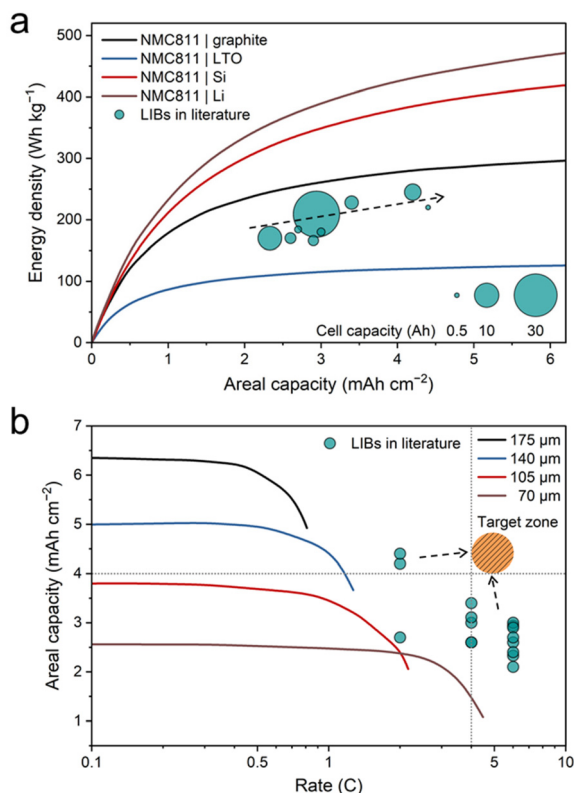 a
500
400
300
200
100
0
Energy density (Wh kg⁻¹)
NMC811 | graphite
NMC811 | LTO
NMC811 | Si
NMC811 | Li
LIBs in literature
Cell capacity (Ah) 0.5 10 30
0 1 2 3 4 5 6
Areal capacity (mAh cm⁻²)
b
7
6
5
4
3
2
1
Areal capacity (mAh cm⁻²)
LIBs in literature
175 μm
140 μm
105 μm
70 μm
Target zone
0.1 0.5 1 5 10
Rate (C)